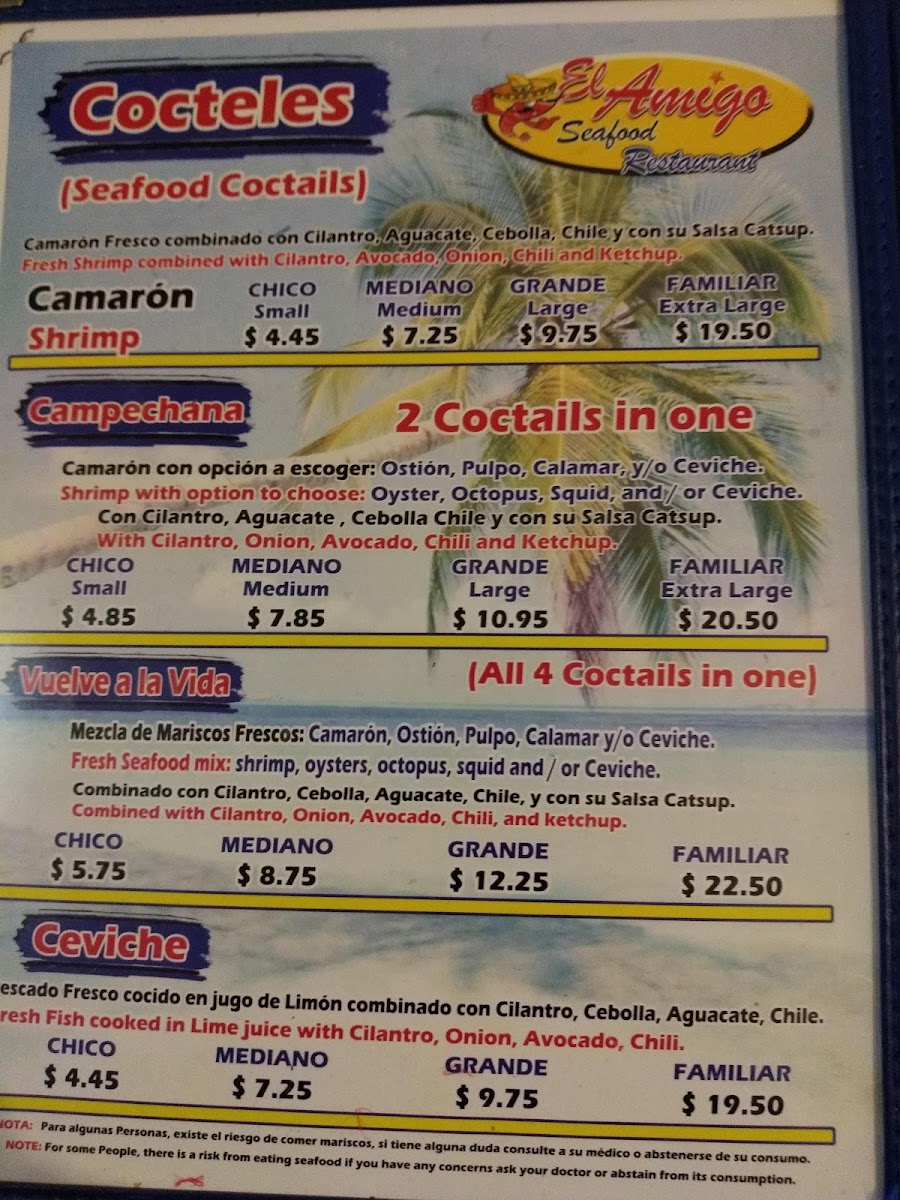 Cocteles
El Amigo
Seafood
Restaurant
(Seafood Coctails)
Camarón Fresco combinado con Cilantro, Aguacate, Cebolla, Chile y con su Salsa Catsup.
Fresh Shrimp combined with Cilantro, Avocado, Onion, Chili and Ketchup.
Camarón CHICO MEDIANO GRANDE FAMILIAR
Small Medium Large Extra Large
Shrimp $ 4.45 $ 7.25 $ 9.75 $ 19.50
Campechana 2 Coctails in one
Camarón con opción a escoger: Ostión, Pulpo, Calamar, y/o Ceviche.
Shrimp with option to choose: Oyster, Octopus, Squid, and / or Ceviche.
Con Cilantro, Aguacate , Cebolla Chile y con su Salsa Catsup.
With Cilantro, Onion, Avocado, Chili and Ketchup.
CHICO MEDIANO GRANDE FAMILIAR
Small Medium Large Extra Large
$ 4.85 $ 7.85 $ 10.95 $ 20.50
Vuelve a la Vida (All 4 Coctails in one)
Mezcla de Mariscos Frescos: Camarón, Ostión, Pulpo, Calamar y/o Ceviche.
Fresh Seafood mix: shrimp, oysters, octopus, squid and / or Ceviche.
Combinado con Cilantro, Cebolla, Aguacate, Chile, y con su Salsa Catsup.
Combined with Cilantro, Onion, Avocado, Chili, and ketchup.
CHICO MEDIANO GRANDE FAMILIAR
$ 5.75 $ 8.75 $ 12.25 $ 22.50
Ceviche
escado Fresco cocido en jugo de Limón combinado con Cilantro, Cebolla, Aguacate, Chile.
resh Fish cooked in Lime juice with Cilantro, Onion, Avocado, Chili.
CHICO MEDIANO GRANDE FAMILIAR
$ 4.45 $ 7.25 $ 9.75 $ 19.50
NOTA: Para algunas Personas, existe el riesgo de comer mariscos, si tiene alguna duda consulte a su médico o abstenerse de su consumo.
NOTE: For some People, there is a risk from eating seafood if you have any concerns ask your doctor or abstain from its consumption.